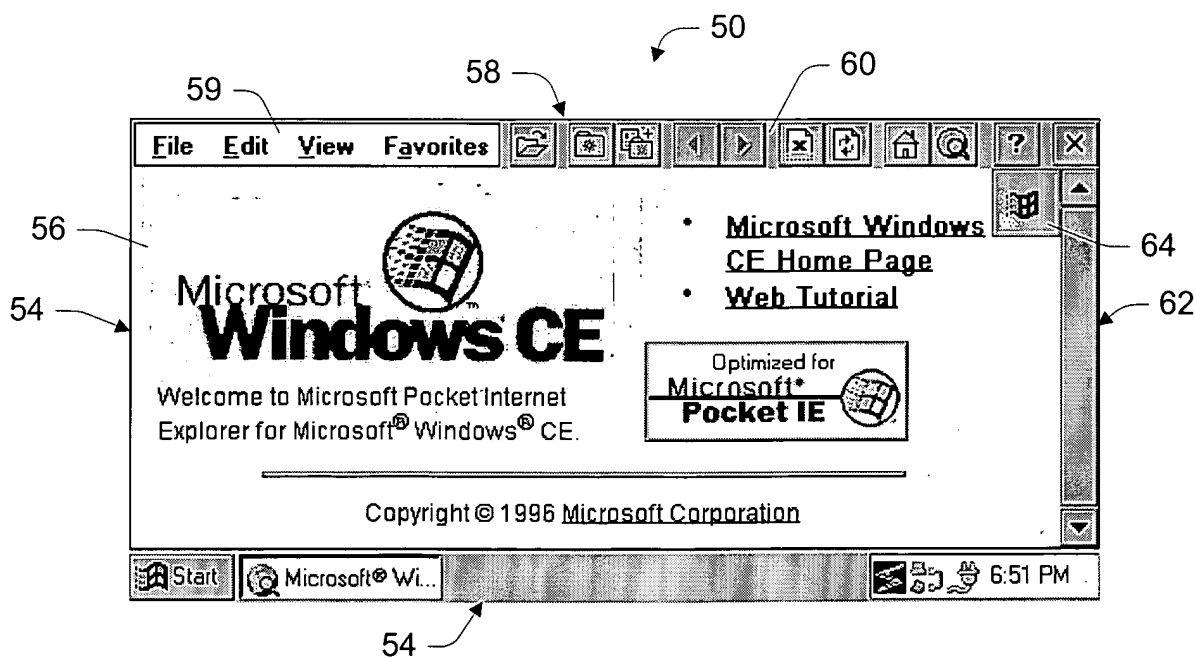 50
58
60
59
File Edit View Favorites
?
56
Microsoft Windows
CE Home Page
64
Microsoft
Windows CE
™
Web Tutorial
54
62
Optimized for
Microsoft
Pocket IE
Welcome to Microsoft Pocket Internet
Explorer for Microsoft® Windows® CE.
Copyright © 1996 Microsoft Corporation
Start Microsoft® Wi... 6:51 PM
54